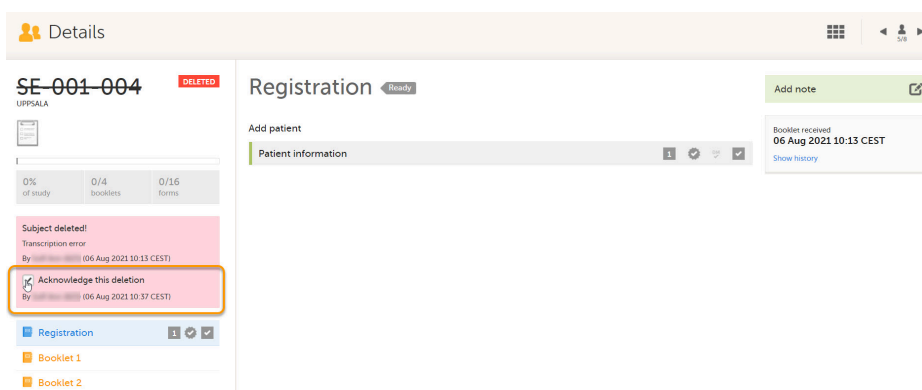 Details
5/8
SE-001-004
DELETED
UPPSALA
0%
of study
0/4
booklets
0/16
forms
Subject deleted!
Transcription error
By (06 Aug 2021 10:13 CEST)
Acknowledge this deletion
By (06 Aug 2021 10:37 CEST)
Registration 1
Booklet 1
Booklet 2
Registration Ready
Add patient
Patient information 1
Add note
Booklet received
06 Aug 2021 10:13 CEST
Show history